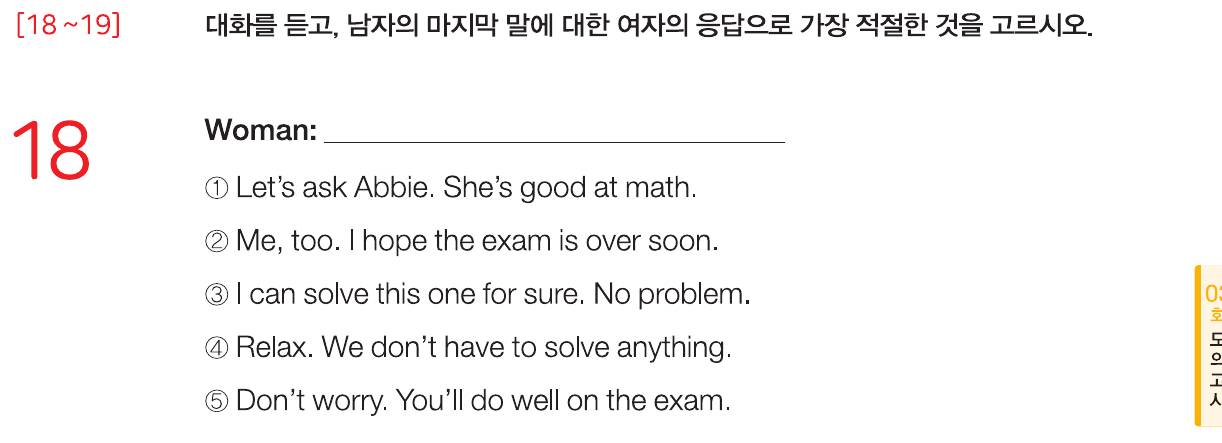 [18~19] 대화를 듣고, 남자의 마지막 말에 대한 여자의 응답으로 가장 적절한 것을 고르시오.
18
Woman:
① Let's ask Abbie. She's good at math.
② Me, too. I hope the exam is over soon.
③ I can solve this one for sure. No problem.
④ Relax. We don't have to solve anything.
⑤ Don't worry. You'll do well on the exam.